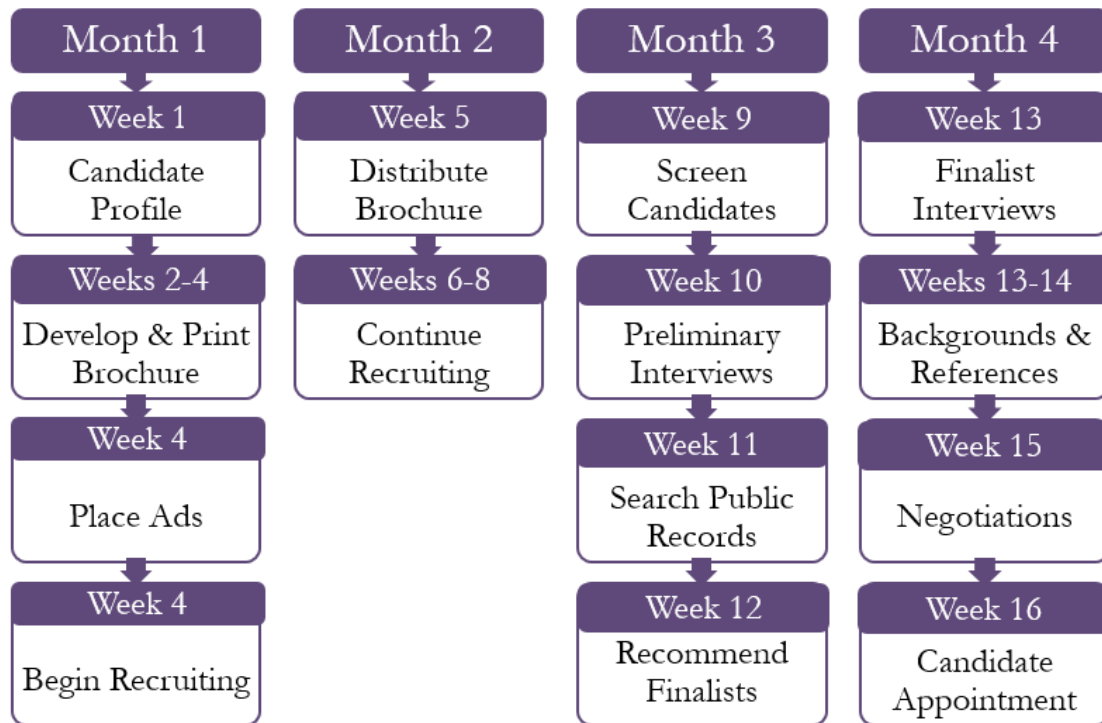 Month 1
Week 1
Candidate
Profile
Weeks 2-4
Develop & Print
Brochure
Week 4
Place Ads
Week 4
Begin Recruiting
Month 2
Week 5
Distribute
Brochure
Weeks 6-8
Continue
Recruiting
Month 3
Week 9
Screen
Candidates
Week 10
Preliminary
Interviews
Week 11
Search Public
Records
Week 12
Recommend
Finalists
Month 4
Week 13
Finalist
Interviews
Weeks 13-14
Backgrounds &
References
Week 15
Negotiations
Week 16
Candidate
Appointment